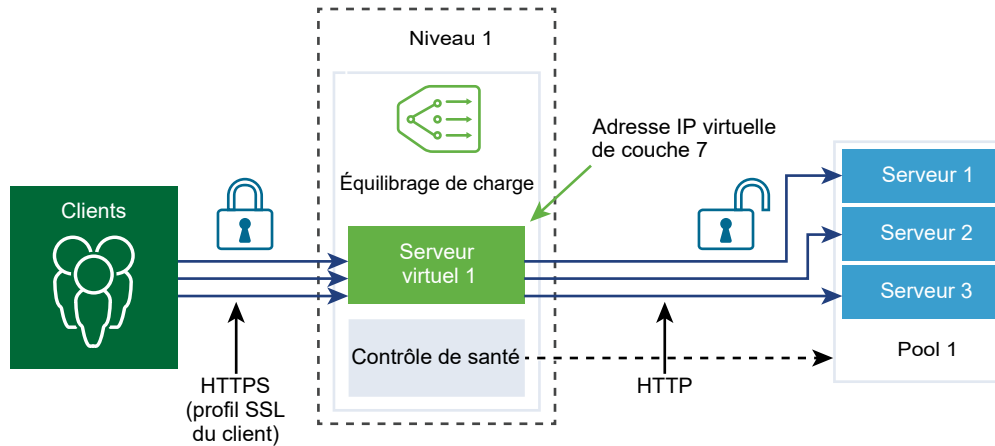 Niveau 1
Équilibrage de charge
Adresse IP virtuelle
de couche 7
Clients
Serveur
virtuel 1
Serveur 1
Serveur 2
Serveur 3
Pool 1
Contrôle de santé
HTTPS
(profil SSL
du client)
HTTP